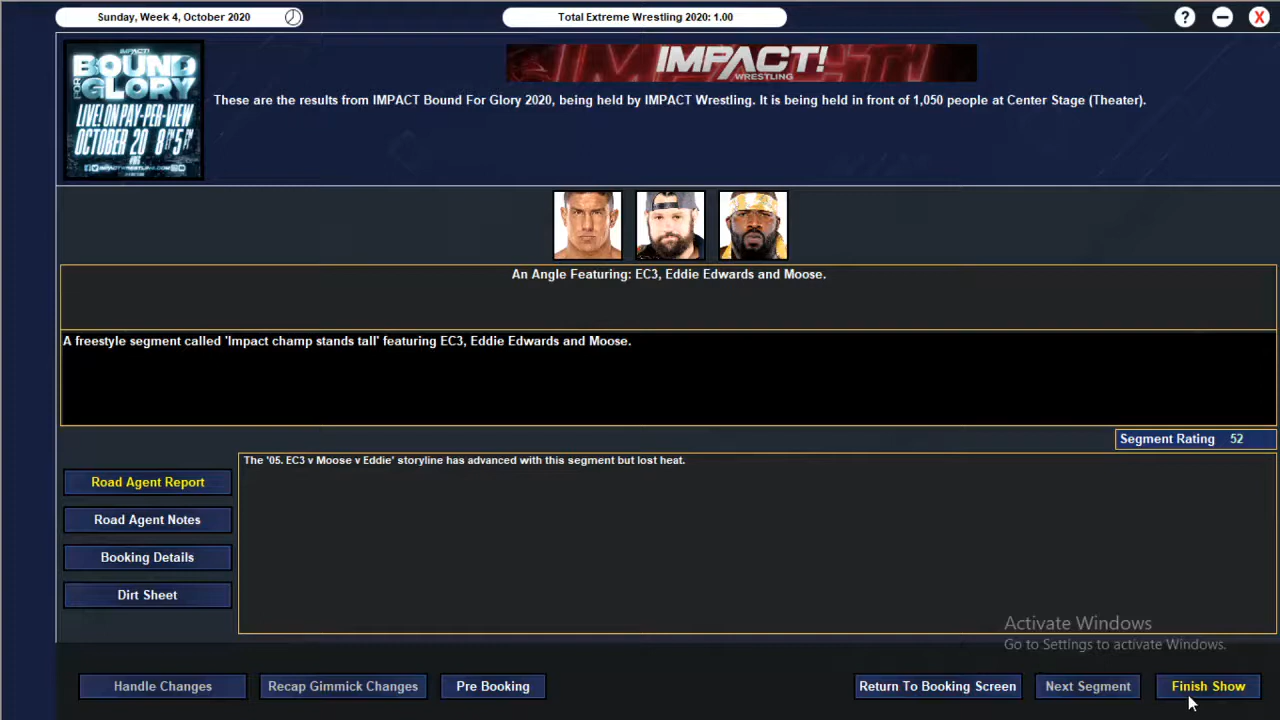 Sunday, Week 4, October 2020
Total Extreme Wrestling 2020: 1.00
?
X
IMPACT!
BOUND
FOR
GLORY
LIVE! ON PAY-PER-VIEW
OCTOBER 20 8 5
IMPACT!
WRESTLING
These are the results from IMPACT Bound For Glory 2020, being held by IMPACT Wrestling. It is being held in front of 1,050 people at Center Stage (Theater).
An Angle Featuring: EC3, Eddie Edwards and Moose.
A freestyle segment called 'Impact champ stands tall' featuring EC3, Eddie Edwards and Moose.
Segment Rating 52
The '05. EC3 v Moose v Eddie' storyline has advanced with this segment but lost heat.
Road Agent Report
Road Agent Notes
Booking Details
Dirt Sheet
Activate Windows
Go to Settings to activate Windows.
Handle Changes
Recap Gimmick Changes
Pre Booking
Return To Booking Screen
Next Segment
Finish Show